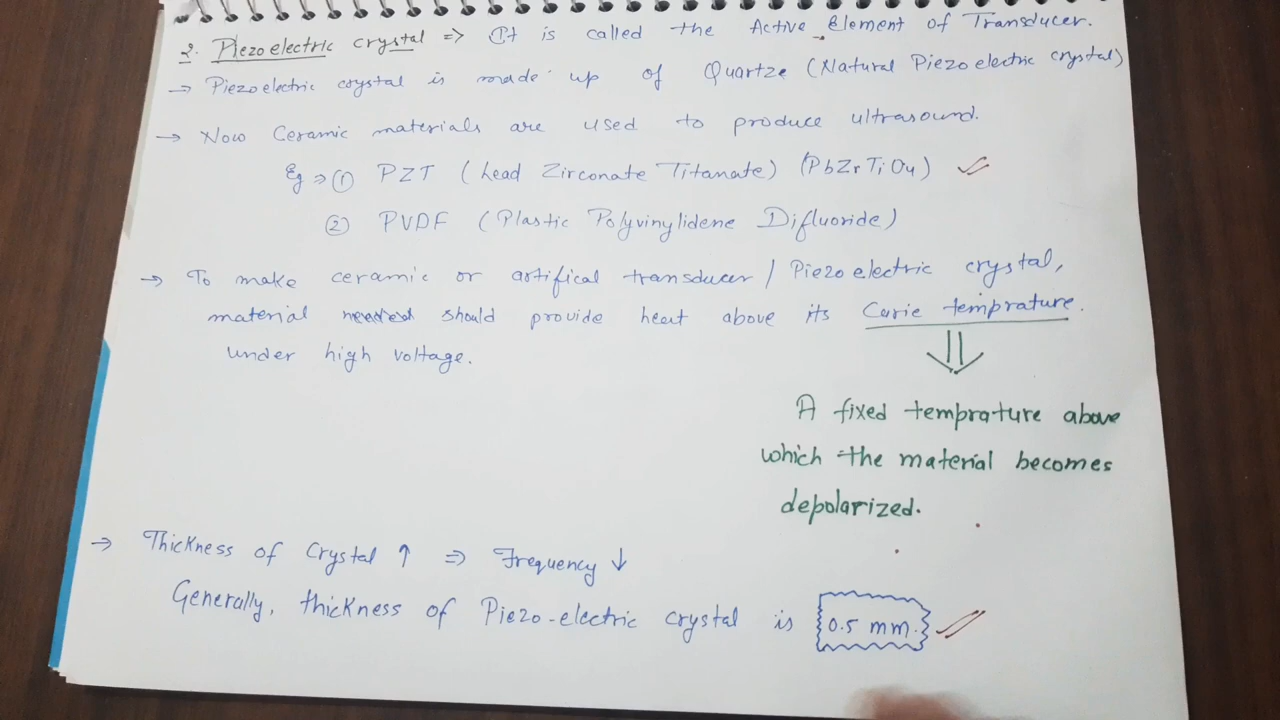 2. Piezoelectric crystal => It is called the Active Element of Transducer.
→ Piezoelectric crystal is made up of Quartze (Natural Piezoelectric crystal)
→ Now Ceramic materials are used to produce ultrasound.
Eg => ① PZT (Lead Zirconate Titanate) (PbZrTiO4)
② PVDF (Plastic Polyvinylidene Difluoride)
→ To make ceramic or artifical transducer / Piezoelectric crystal,
material needed should provide heat above its Curie temprature.
under high voltage.
A fixed temprature above
which the material becomes
depolarized.
→ Thickness of Crystal ↑ => Frequency ↓
Generally, thickness of Piezo-electric crystal is 0.5 mm.